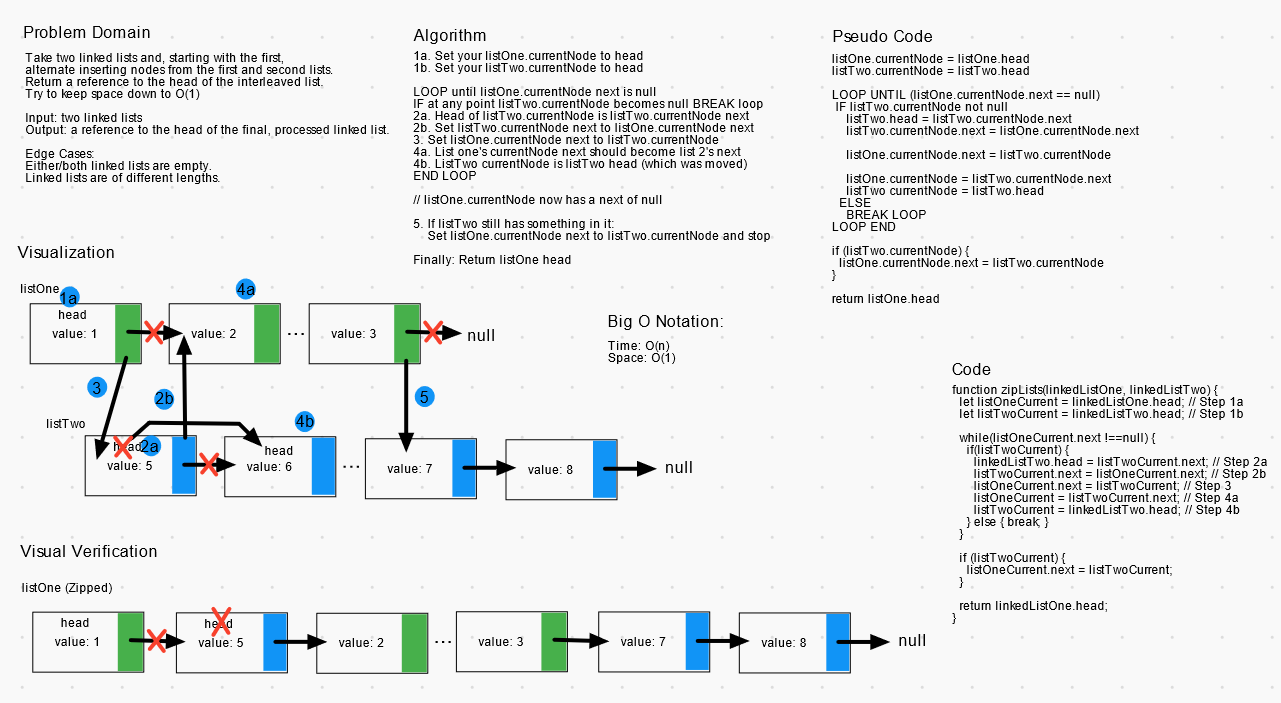 Problem Domain
Take two linked lists and, starting with the first,
alternate inserting nodes from the first and second lists.
Return a reference to the head of the interleaved list.
Try to keep space down to O(1)
Input: two linked lists
Output: a reference to the head of the final, processed linked list.
Edge Cases:
Either/both linked lists are empty.
Linked lists are of different lengths.
Algorithm
1a. Set your listOne.currentNode to head
1b. Set your listTwo.currentNode to head
LOOP until listOne.currentNode next is null
IF at any point listTwo.currentNode becomes null BREAK loop
2a. Head of listTwo.currentNode is listTwo.currentNode next
2b. Set listTwo.currentNode next to listOne.currentNode next
3. Set listOne.currentNode next to listTwo.currentNode
4a. List one's currentNode next should become list 2's next
4b. ListTwo currentNode is listTwo head (which was moved)
END LOOP
// listOne.currentNode now has a next of null
5. If listTwo still has something in it:
Set listOne.currentNode next to listTwo.currentNode and stop
Finally: Return listOne head
Pseudo Code
listOne.currentNode = listOne.head
listTwo.currentNode = listTwo.head
LOOP UNTIL (listOne.currentNode.next == null)
IF listTwo.currentNode not null
listTwo.head = listTwo.currentNode.next
listTwo.currentNode.next = listOne.currentNode.next
listOne.currentNode.next = listTwo.currentNode
listOne.currentNode = listTwo.currentNode.next
listTwo currentNode = listTwo.head
ELSE
BREAK LOOP
LOOP END
if (listTwo.currentNode) {
listOne.currentNode.next = listTwo.currentNode
}
return listOne.head
Visualization
listOne
1a
head
value: 1
4a
value: 2
...
value: 3
null
3
2b
5
listTwo
4b
head
2a
value: 5
head
value: 6
...
value: 7
value: 8
null
Big O Notation:
Time: O(n)
Space: O(1)
Code
function zipLists(linkedListOne, linkedListTwo) {
let listOneCurrent = linkedListOne.head; // Step 1a
let listTwoCurrent = linkedListTwo.head; // Step 1b
while(listOneCurrent.next !==null) {
if(listTwoCurrent) {
linkedListTwo.head = listTwoCurrent.next; // Step 2a
listTwoCurrent.next = listOneCurrent.next; // Step 2b
listOneCurrent.next = listTwoCurrent; // Step 3
listOneCurrent = listTwoCurrent.next; // Step 4a
listTwoCurrent = linkedListTwo.head; // Step 4b
} else { break; }
}
if (listTwoCurrent) {
listOneCurrent.next = listTwoCurrent;
}
return linkedListOne.head;
}
Visual Verification
listOne (Zipped)
head
value: 1
head
value: 5
value: 2
...
value: 3
value: 7
value: 8
null